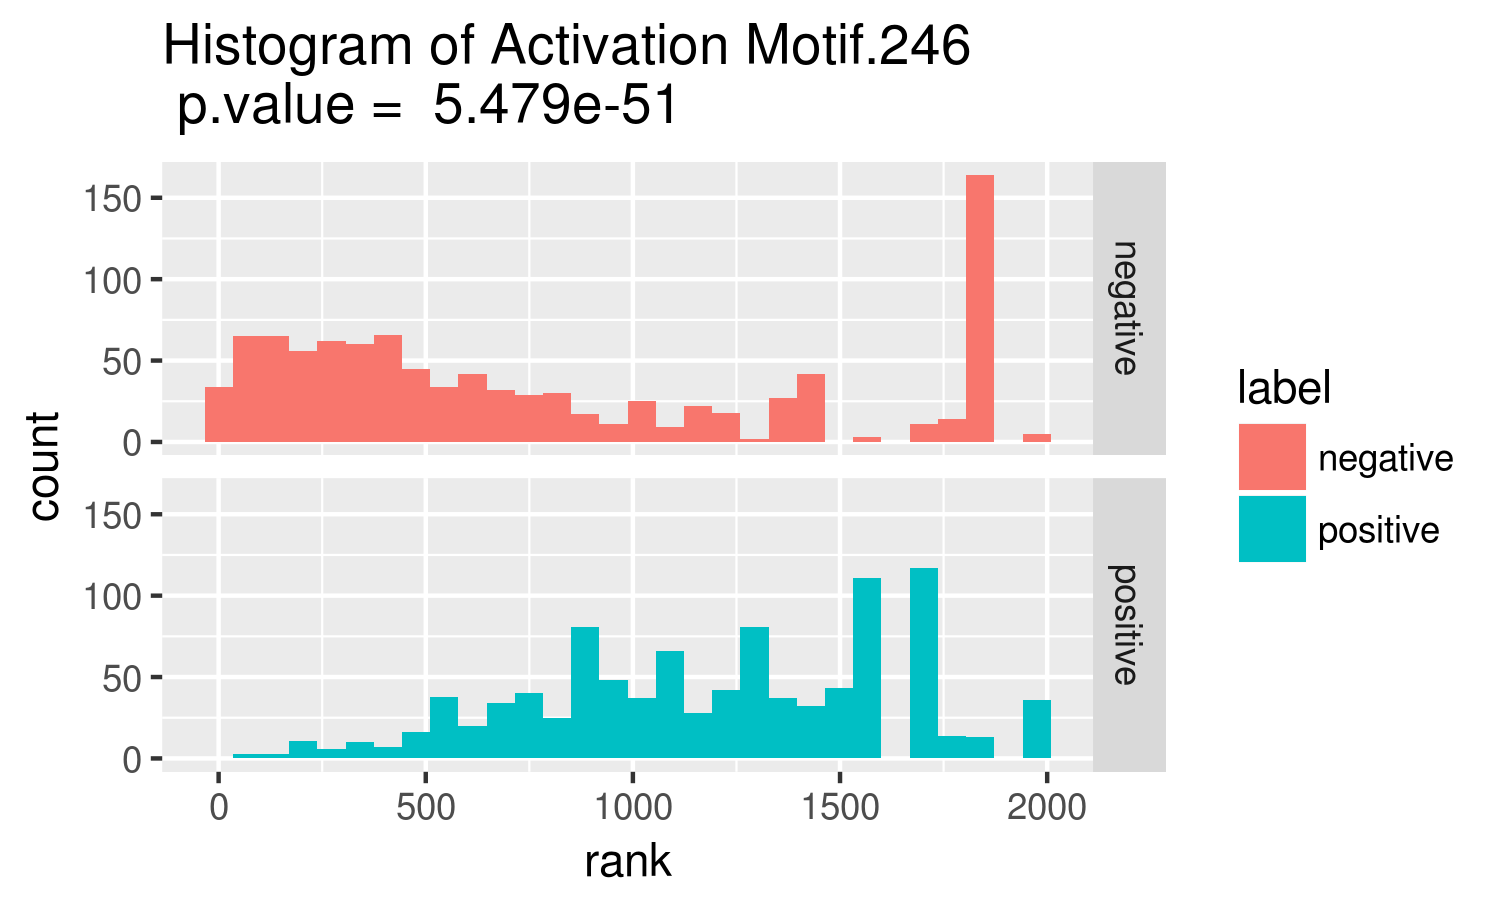 Histogram of Activation Motif.246
p.value =  5.479e-51
150
100
50
0
negative
150
100
50
0
positive
count
0 500 1000 1500 2000
rank
label
negative
positive